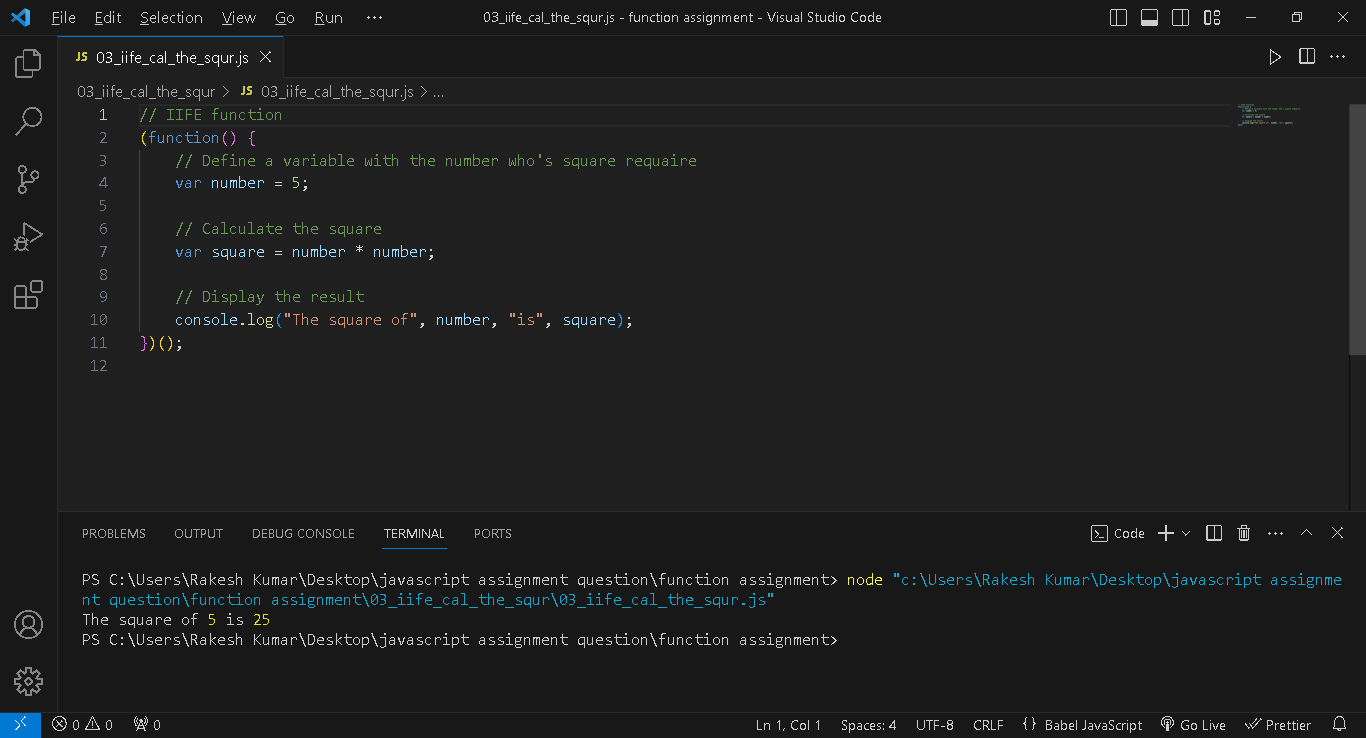 File Edit Selection View Go Run ··· 03_iife_cal_the_squr.js - function assignment - Visual Studio Code
JS 03_iife_cal_the_squr.js
03_iife_cal_the_squr > JS 03_iife_cal_the_squr.js > ...
1 // IIFE function
2 (function() {
3     // Define a variable with the number who's square requaire
4     var number = 5;
5
6     // Calculate the square
7     var square = number * number;
8
9     // Display the result
10     console.log("The square of", number, "is", square);
11 })();
12
PROBLEMS OUTPUT DEBUG CONSOLE TERMINAL PORTS Code
PS C:\Users\Rakesh Kumar\Desktop\javascript assignment question\function assignment> node "c:\Users\Rakesh Kumar\Desktop\javascript assignme
nt question\function assignment\03_iife_cal_the_squr\03_iife_cal_the_squr.js"
The square of 5 is 25
PS C:\Users\Rakesh Kumar\Desktop\javascript assignment question\function assignment>
0 0 0 Ln 1, Col 1 Spaces: 4 UTF-8 CRLF {} Babel JavaScript Go Live Prettier